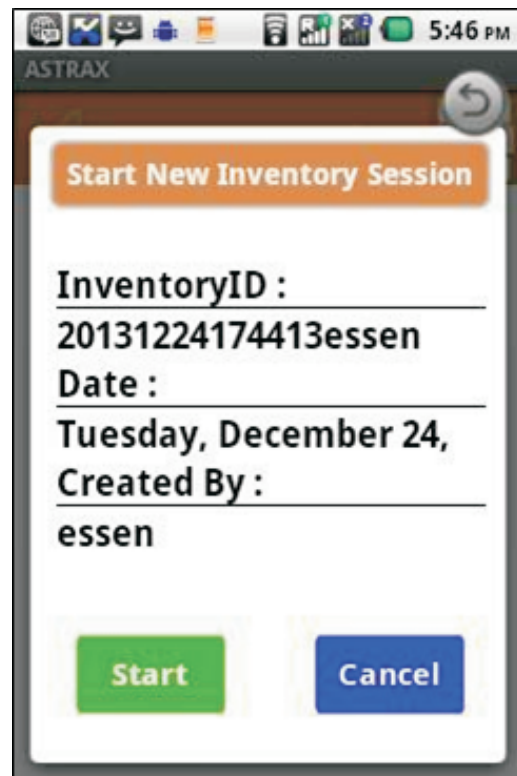 5:46 PM
ASTRAX
Start New Inventory Session
InventoryID :
20131224174413essen
Date :
Tuesday, December 24,
Created By :
essen
Start Cancel